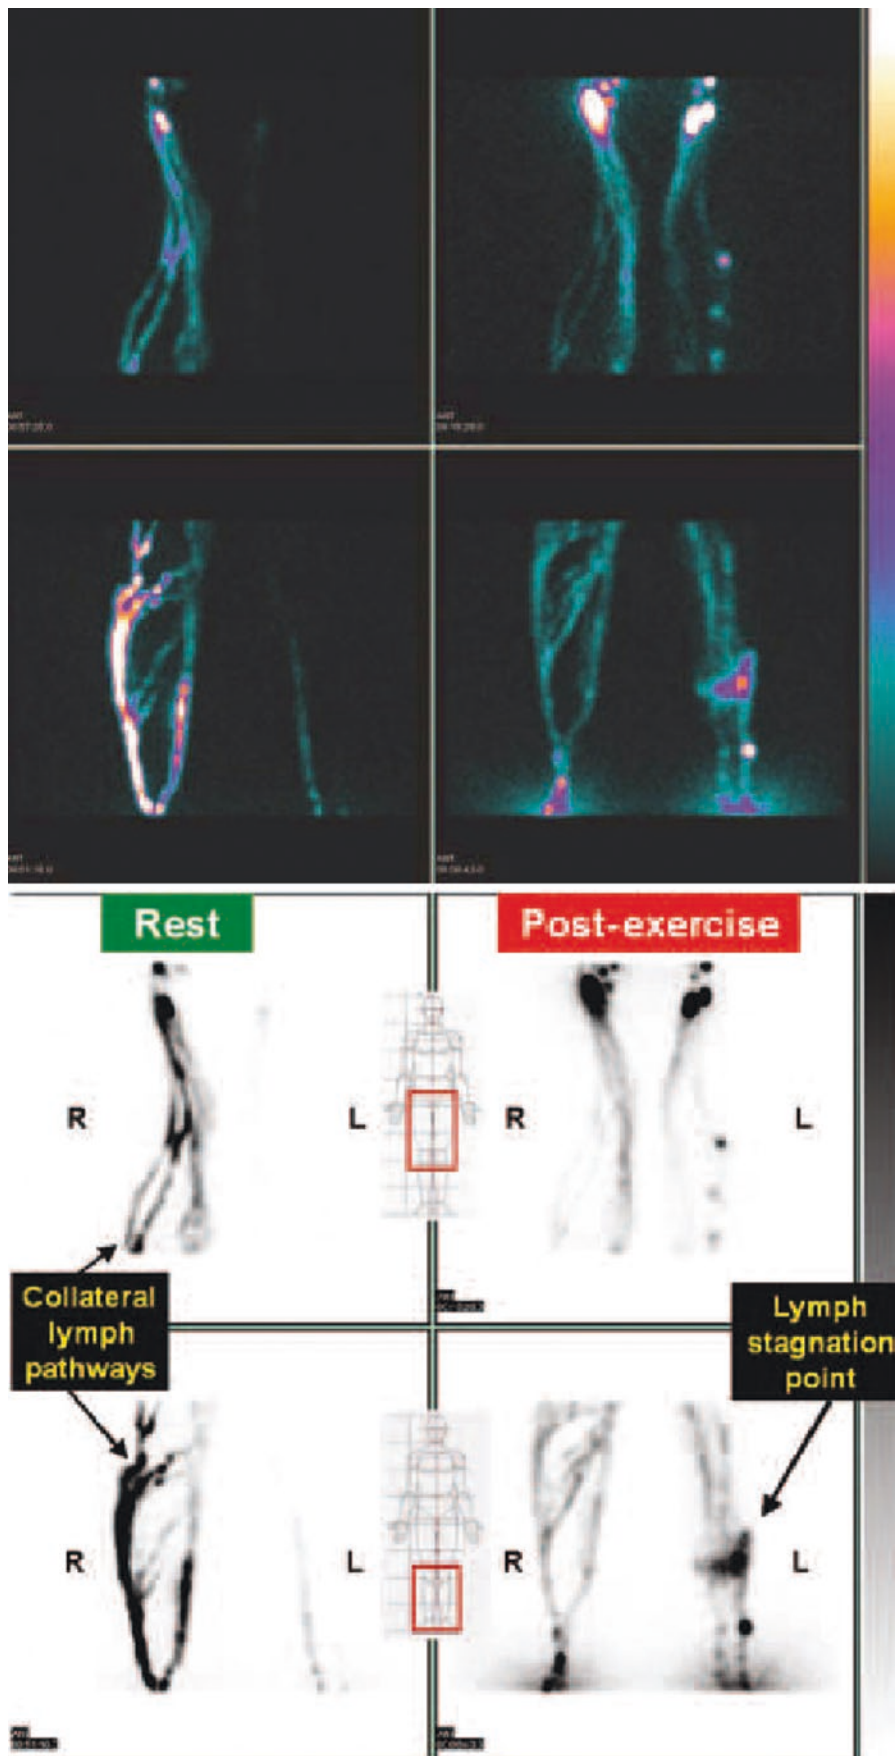 Rest
Post-exercise
R
L
R
L
Collateral
lymph
pathways
Lymph
stagnation
point
R
L
R
L